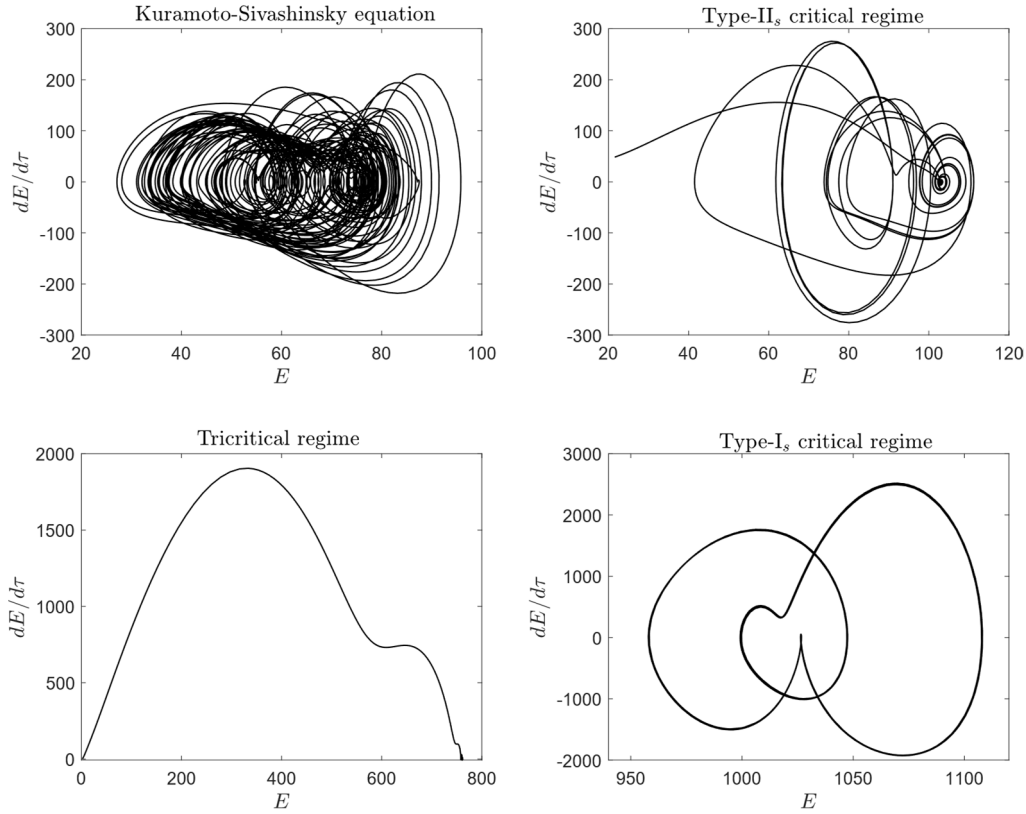 Kuramoto-Sivashinsky equation
300
200
100
0
-100
-200
-300
dE/dτ
20 40 60 80 100
E
Type-IIₛ critical regime
300
200
100
0
-100
-200
-300
dE/dτ
20 40 60 80 100 120
E
Tricritical regime
2000
1500
1000
500
0
dE/dτ
0 200 400 600 800
E
Type-Iₛ critical regime
3000
2000
1000
0
-1000
-2000
dE/dτ
950 1000 1050 1100
E